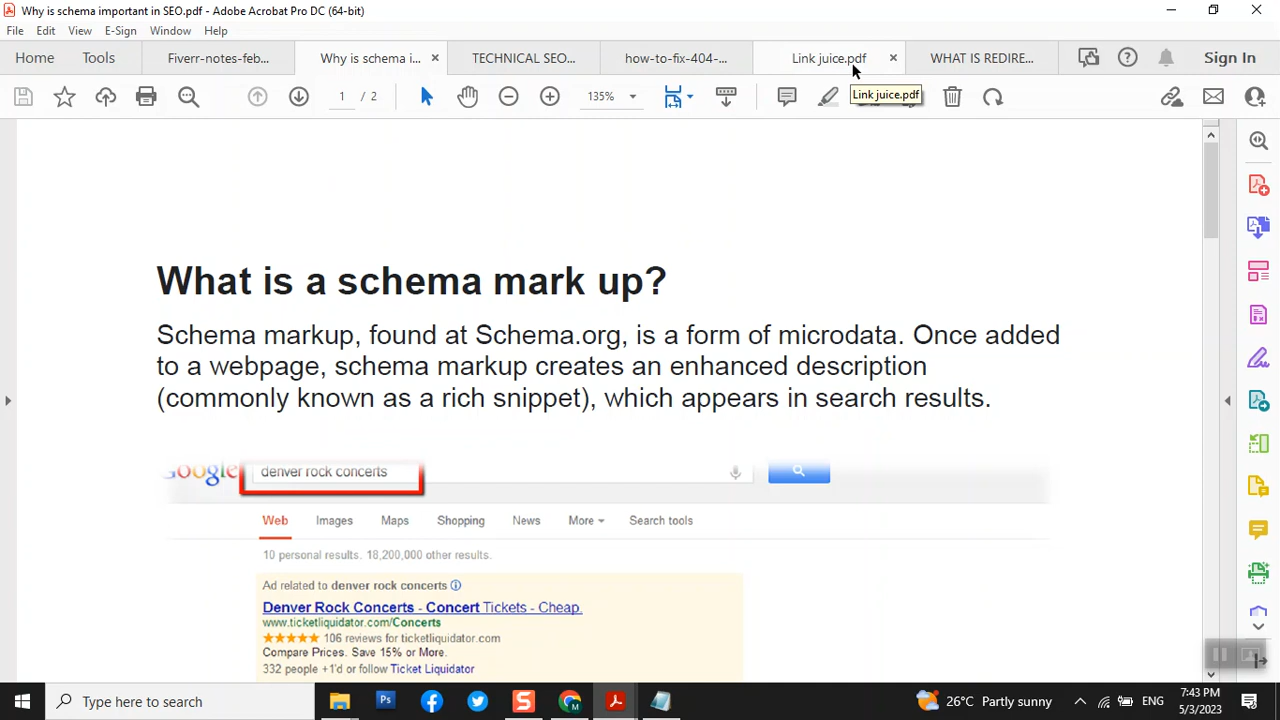 Why is schema important in SEO.pdf - Adobe Acrobat Pro DC (64-bit)
File Edit View E-Sign Window Help
Home Tools Fiverr-notes-feb... Why is schema i... TECHNICAL SEO... how-to-fix-404-... Link juice.pdf WHAT IS REDIRE... Sign In
1 / 2 135% Link juice.pdf
What is a schema mark up?
Schema markup, found at Schema.org, is a form of microdata. Once added
to a webpage, schema markup creates an enhanced description
(commonly known as a rich snippet), which appears in search results.
Google denver rock concerts
Web Images Maps Shopping News More Search tools
10 personal results. 18,200,000 other results.
Ad related to denver rock concerts
Denver Rock Concerts - Concert Tickets - Cheap.
www.ticketliquidator.com/Concerts
106 reviews for ticketliquidator.com
Compare Prices. Save 15% or More.
332 people +1'd or follow Ticket Liquidator
Type here to search
Ps
26°C Partly sunny
ENG
7:43 PM
5/3/2023